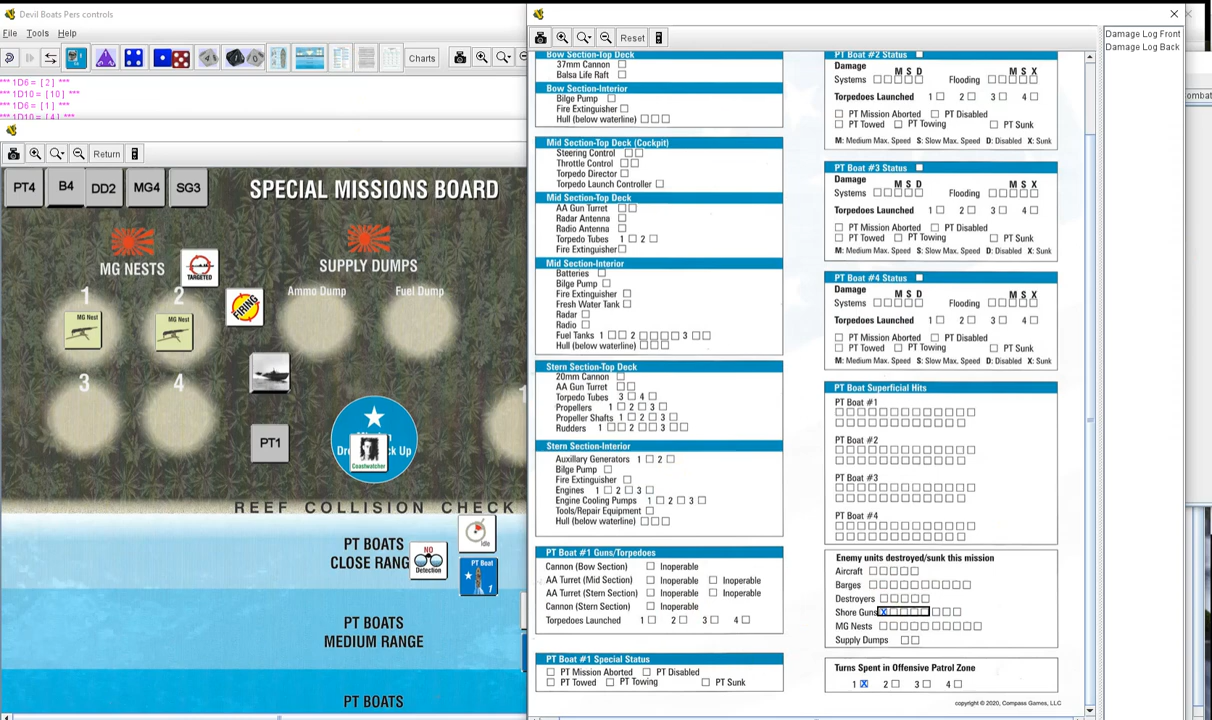 Devil Boats Pers controls
File Tools Help
Charts
*** 1D6 = [ 2 ] ***
*** 1D10 = [ 10 ] ***
*** 1D6 = [ 1 ] ***
*** 1D10 = [ 4 ] ***
Return
PT4 B4 DD2 MG4 SG3
SPECIAL MISSIONS BOARD
MG NESTS
TARGETED
SUPPLY DUMPS
1 2
FIRING
Ammo Dump Fuel Dump
MG Nest MG Nest
3 4
PT1
Coastwatcher
REEF COLLISION CHECK
PT BOATS
CLOSE RANG
NO
Detection
Idle
PT Boat
1
PT BOATS
MEDIUM RANGE
PT BOATS
Reset
Damage Log Front
Damage Log Back
ombat
Bow Section-Top Deck
37mm Cannon
Balsa Life Raft
Bow Section-Interior
Bilge Pump
Fire Extinguisher
Hull (below waterline)
Mid Section-Top Deck (Cockpit)
Steering Control
Throttle Control
Torpedo Director
Torpedo Launch Controller
Mid Section-Top Deck
AA Gun Turret
Radar Antenna
Radio Antenna
Torpedo Tubes 1 2
Fire Extinguisher
Mid Section-Interior
Batteries
Bilge Pump
Fire Extinguisher
Fresh Water Tank
Radar
Radio
Fuel Tanks 1 2 3
Hull (below waterline)
Stern Section-Top Deck
20mm Cannon
AA Gun Turret
Torpedo Tubes 3 4
Propellers 1 2 3
Propeller Shafts 1 2 3
Rudders 1 2 3
Stern Section-Interior
Auxillary Generators 1 2
Bilge Pump
Fire Extinguisher
Engines 1 2 3
Engine Cooling Pumps 1 2 3
Tools/Repair Equipment
Hull (below waterline)
PT Boat #1 Guns/Torpedoes
Cannon (Bow Section) Inoperable
AA Turret (Mid Section) Inoperable Inoperable
AA Turret (Stern Section) Inoperable Inoperable
Cannon (Stern Section) Inoperable
Torpedoes Launched 1 2 3 4
PT Boat #1 Special Status
PT Mission Aborted PT Disabled
PT Towed PT Towing PT Sunk
PT Boat #2 Status
Damage
M S D M S X
Systems Flooding
Torpedoes Launched 1 2 3 4
PT Mission Aborted PT Disabled
PT Towed PT Towing PT Sunk
M: Medium Max. Speed S: Slow Max. Speed D: Disabled X: Sunk
PT Boat #3 Status
Damage
M S D M S X
Systems Flooding
Torpedoes Launched 1 2 3 4
PT Mission Aborted PT Disabled
PT Towed PT Towing PT Sunk
M: Medium Max. Speed S: Slow Max. Speed D: Disabled X: Sunk
PT Boat #4 Status
Damage
M S D M S X
Systems Flooding
Torpedoes Launched 1 2 3 4
PT Mission Aborted PT Disabled
PT Towed PT Towing PT Sunk
M: Medium Max. Speed S: Slow Max. Speed D: Disabled X: Sunk
PT Boat Superficial Hits
PT Boat #1
PT Boat #2
PT Boat #3
PT Boat #4
Enemy units destroyed/sunk this mission
Aircraft
Barges
Destroyers
Shore Guns X
MG Nests
Supply Dumps
Turns Spent in Offensive Patrol Zone
1 X 2 3 4
copyright © 2020, Compass Games, LLC